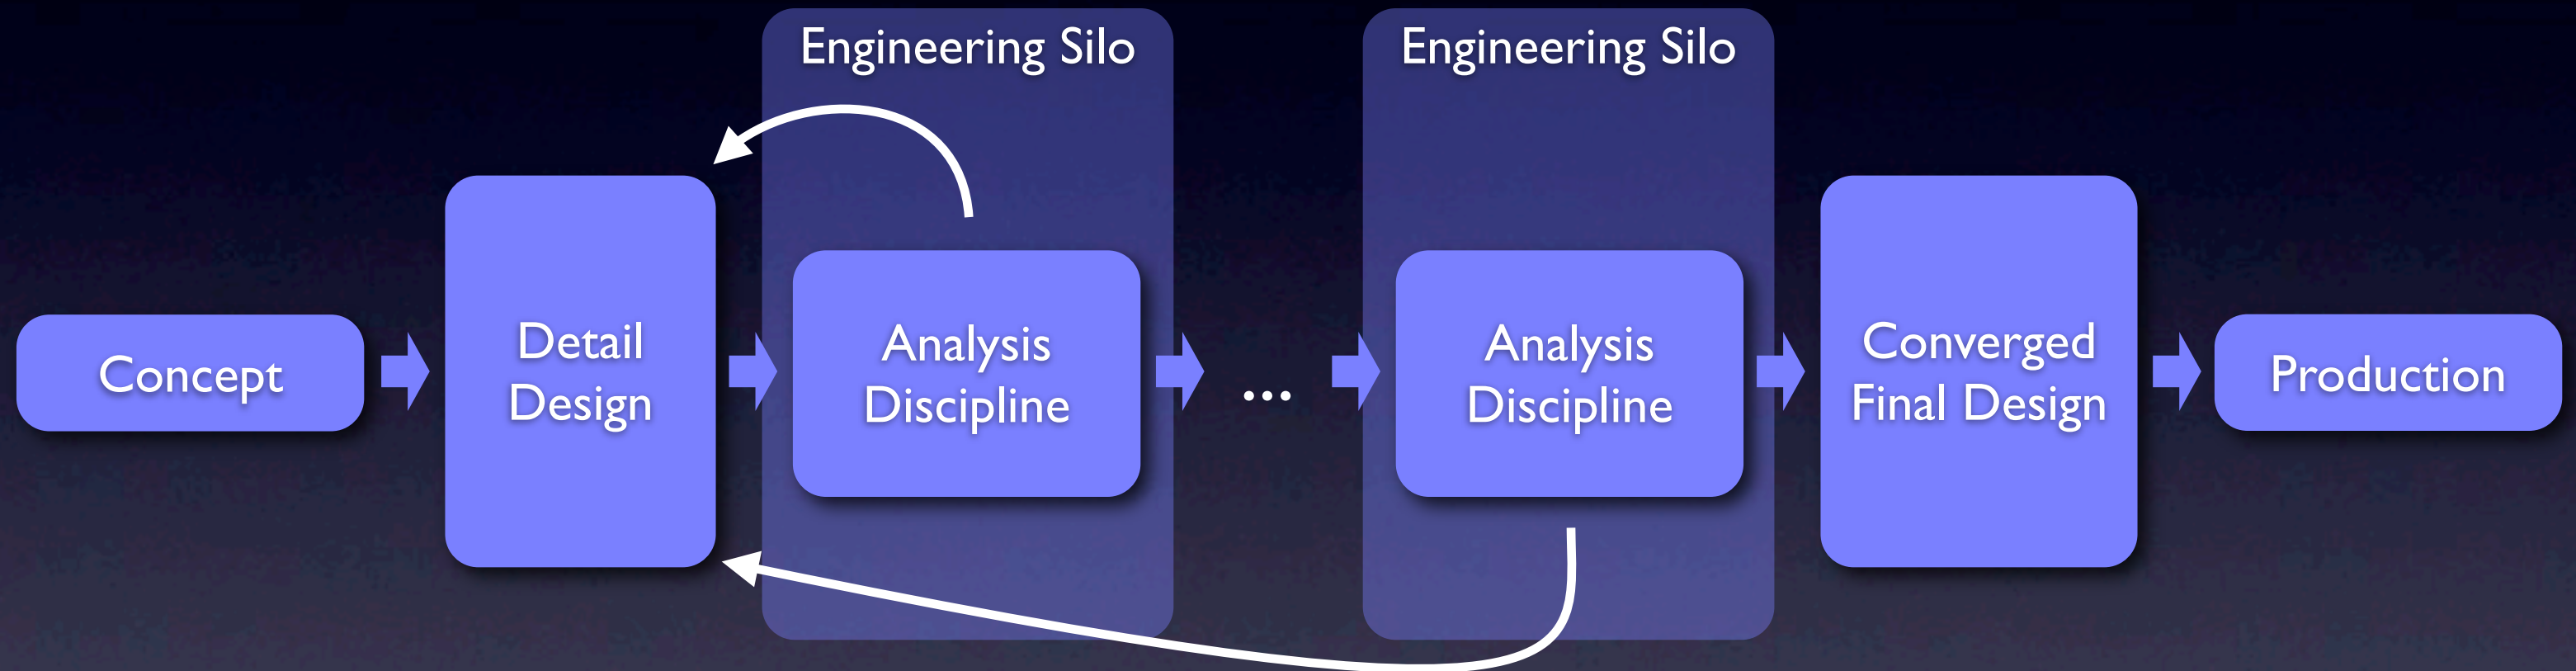 Engineering Silo
Engineering Silo
Concept
Detail
Design
Analysis
Discipline
...
Analysis
Discipline
Converged
Final Design
Production